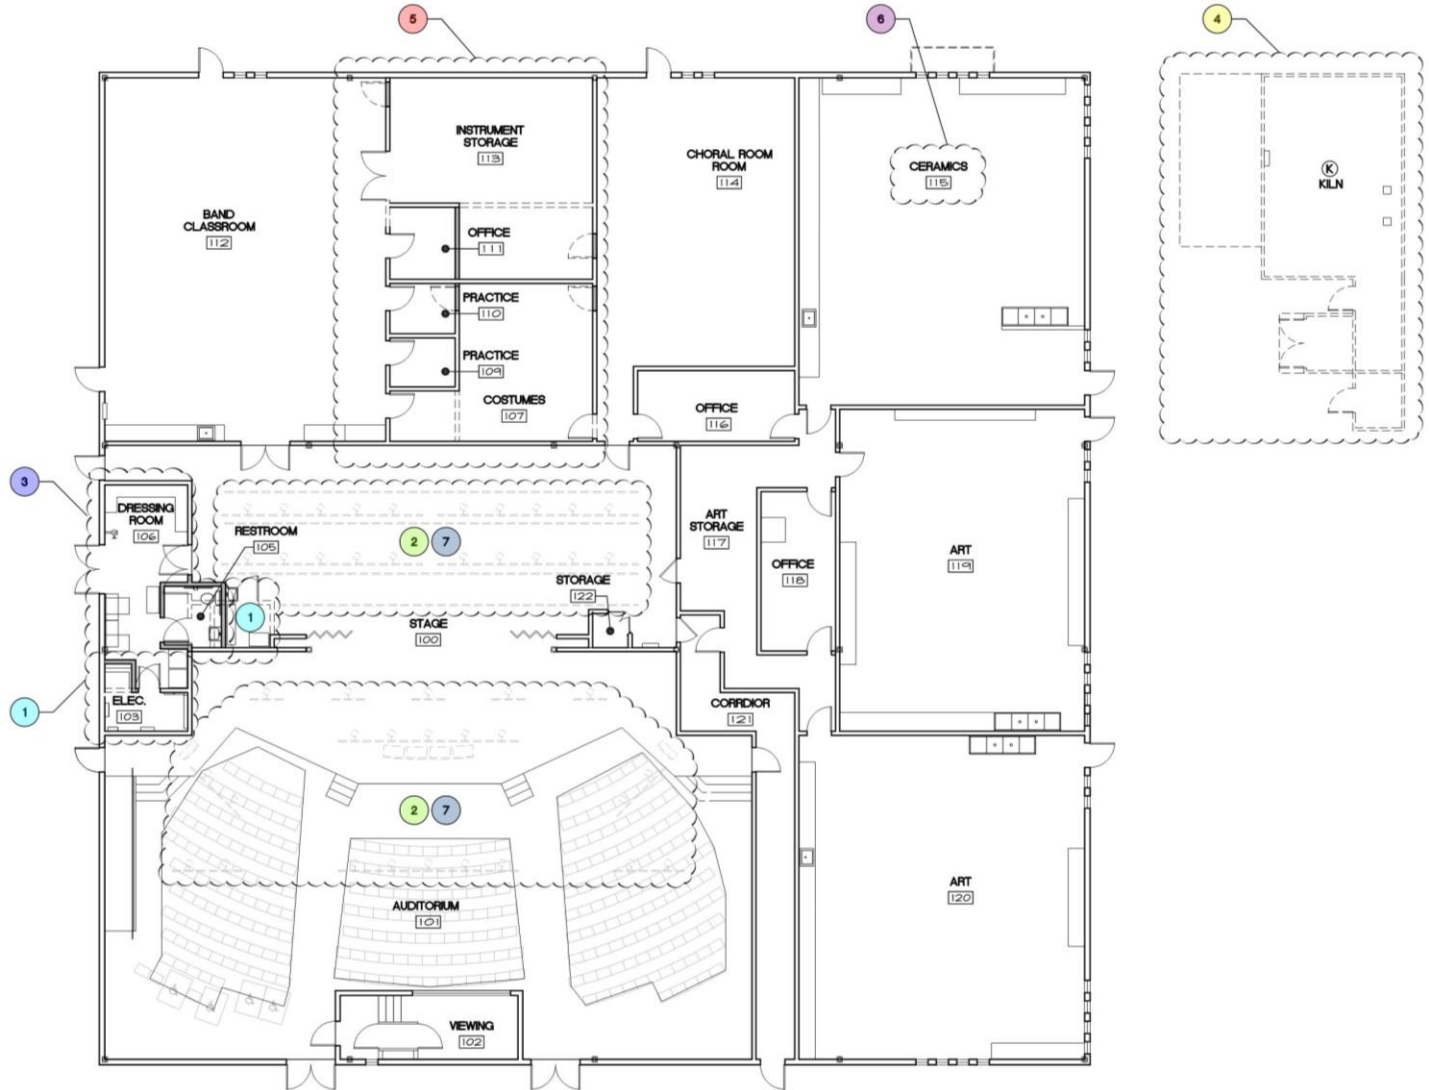 5
6
4
INSTRUMENT
STORAGE
113
CHORAL ROOM
ROOM
114
CERAMICS
115
K
KILN
BAND
CLASSROOM
112
OFFICE
111
PRACTICE
110
PRACTICE
109
COSTUMES
107
OFFICE
116
3
DRESSING
ROOM
106
RESTROOM
105
2
7
ART
STORAGE
117
OFFICE
118
ART
119
STORAGE
122
1
STAGE
100
1
ELEC.
103
CORRDIOR
121
2
7
AUDITORIUM
101
ART
120
VIEWING
102